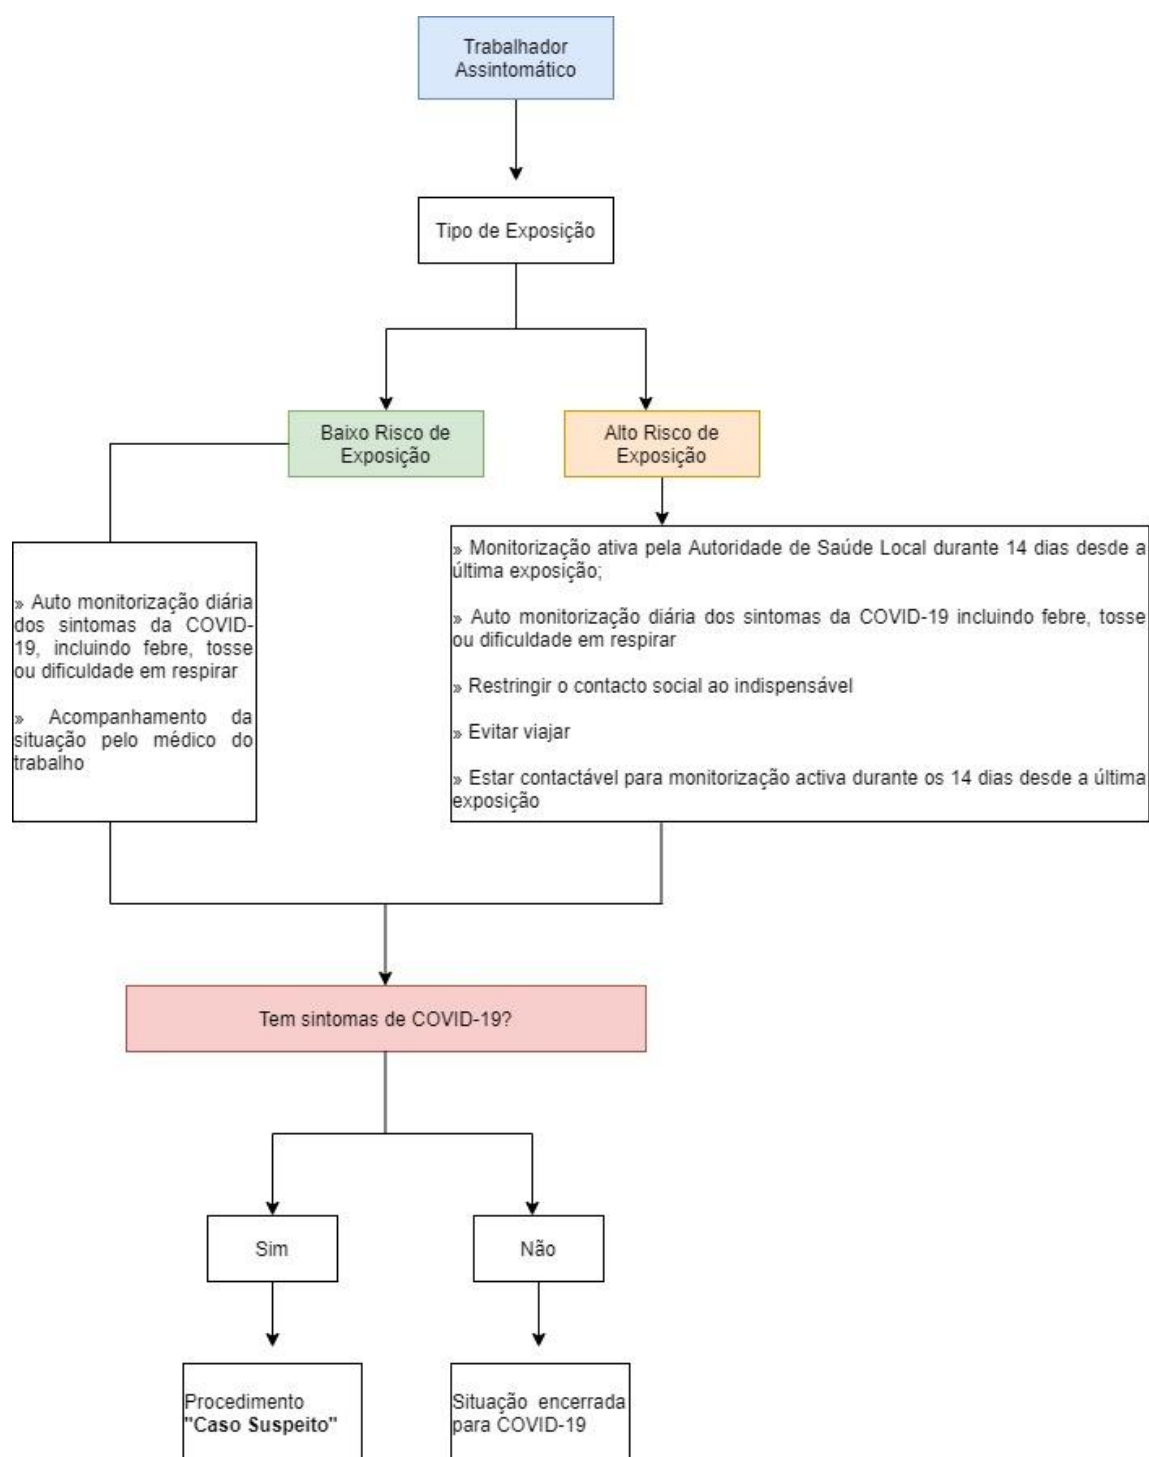 Trabalhador
Assintomático
Tipo de Exposição
Baixo Risco de
Exposição
Alto Risco de
Exposição
» Auto monitorização diária
dos sintomas da COVID-
19, incluindo febre, tosse
ou dificuldade em respirar
» Acompanhamento da
situação pelo médico do
trabalho
» Monitorização ativa pela Autoridade de Saúde Local durante 14 dias desde a
última exposição;
» Auto monitorização diária dos sintomas da COVID-19 incluindo febre, tosse
ou dificuldade em respirar
» Restringir o contacto social ao indispensável
» Evitar viajar
» Estar contactável para monitorização activa durante os 14 dias desde a última
exposição
Tem sintomas de COVID-19?
Sim
Não
Procedimento
"Caso Suspeito"
Situação encerrada
para COVID-19